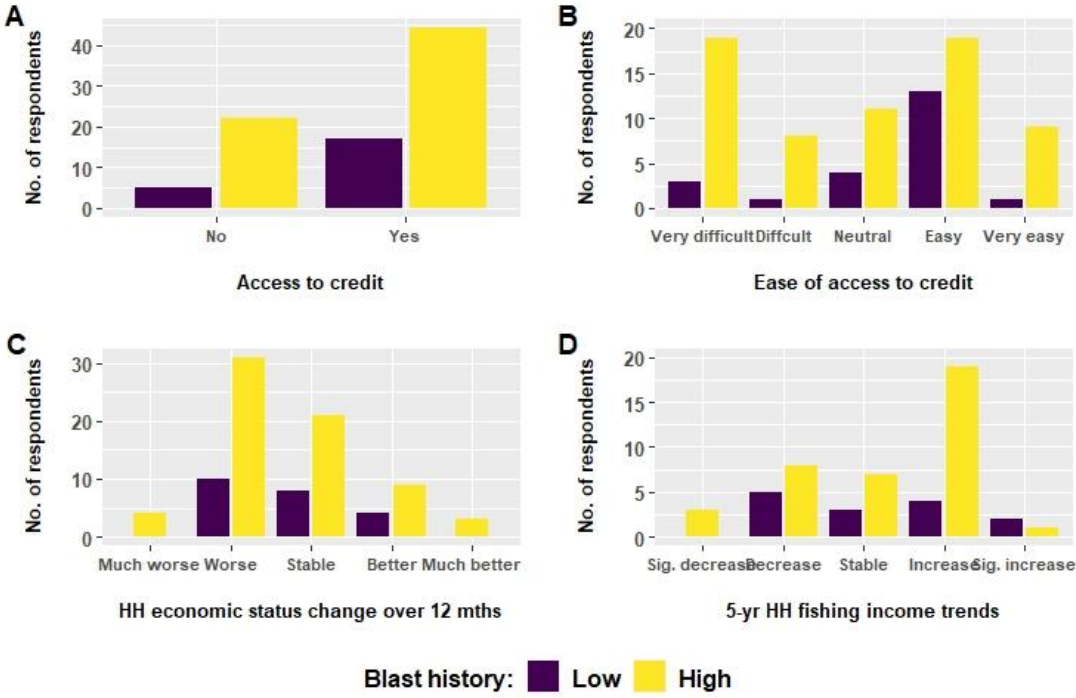 A
No. of respondents
40
30
20
10
0
No Yes
Access to credit
B
No. of respondents
20
15
10
5
0
Very difficult Diffcult Neutral Easy Very easy
Ease of access to credit
C
No. of respondents
30
20
10
0
Much worse Worse Stable Better Much better
HH economic status change over 12 mths
D
No. of respondents
20
15
10
5
0
Sig. decrease Decrease Stable Increase Sig. increase
5-yr HH fishing income trends
Blast history: Low High